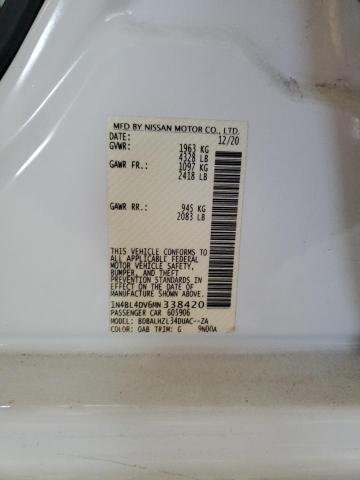 MFD BY NISSAN MOTOR CO., LTD.
DATE: 12/20
GVWR: 1963 KG
4328 LB
GAWR FR.: 1097 KG
2418 LB
GAWR RR.: 945 KG
2083 LB
THIS VEHICLE CONFORMS TO
ALL APPLICABLE FEDERAL
MOTOR VEHICLE SAFETY,
BUMPER, AND THEFT
PREVENTION STANDARDS IN
EFFECT ON THE DATE OF
MANUFACTURE SHOWN ABOVE.
1N4BL4DV6MN338420
PASSENGER CAR 605906
MODEL: BDBALHZL34DUAC--ZA
COLOR: QAB TRIM: G